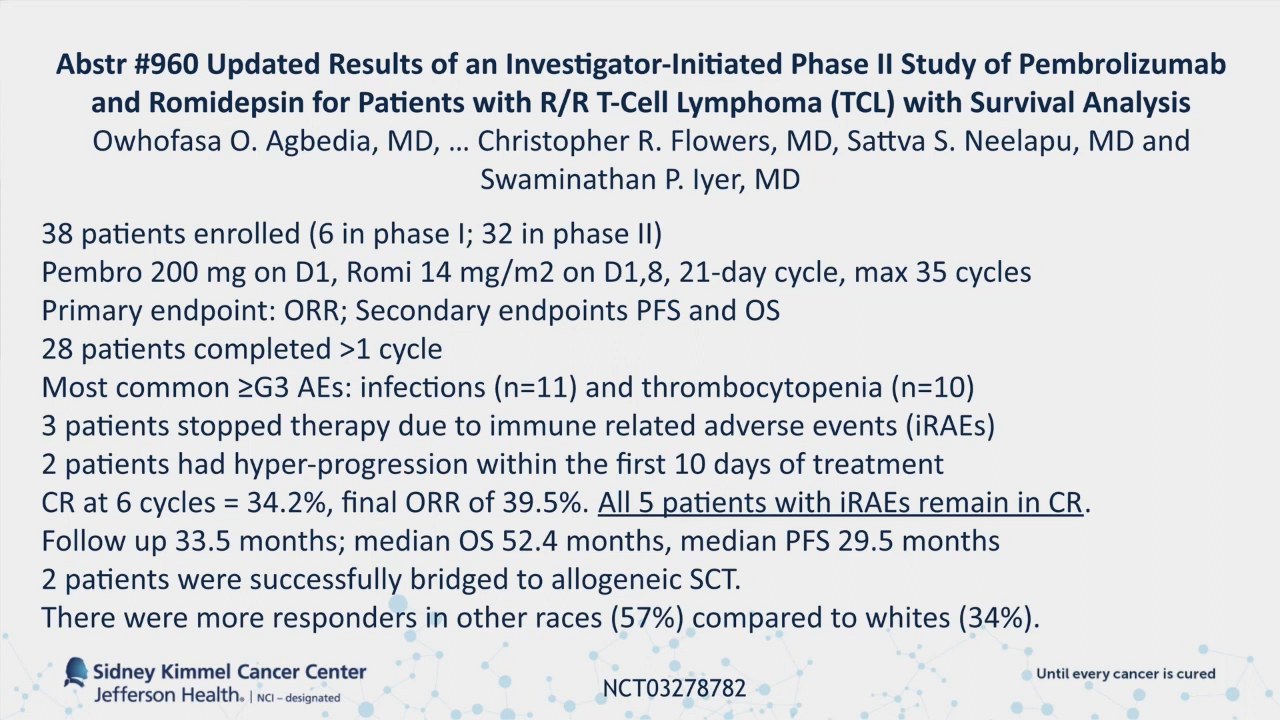 Abstr #960 Updated Results of an Investigator-Initiated Phase II Study of Pembrolizumab
and Romidepsin for Patients with R/R T-Cell Lymphoma (TCL) with Survival Analysis
Owhofasa O. Agbedia, MD, ... Christopher R. Flowers, MD, Sattva S. Neelapu, MD and
Swaminathan P. Iyer, MD
38 patients enrolled (6 in phase I; 32 in phase II)
Pembro 200 mg on D1, Romi 14 mg/m2 on D1,8, 21-day cycle, max 35 cycles
Primary endpoint: ORR; Secondary endpoints PFS and OS
28 patients completed >1 cycle
Most common ≥G3 AEs: infections (n=11) and thrombocytopenia (n=10)
3 patients stopped therapy due to immune related adverse events (iRAEs)
2 patients had hyper-progression within the first 10 days of treatment
CR at 6 cycles = 34.2%, final ORR of 39.5%. All 5 patients with iRAEs remain in CR.
Follow up 33.5 months; median OS 52.4 months, median PFS 29.5 months
2 patients were successfully bridged to allogeneic SCT.
There were more responders in other races (57%) compared to whites (34%).
Sidney Kimmel Cancer Center
Jefferson Health. | NCI – designated
NCT03278782
Until every cancer is cured